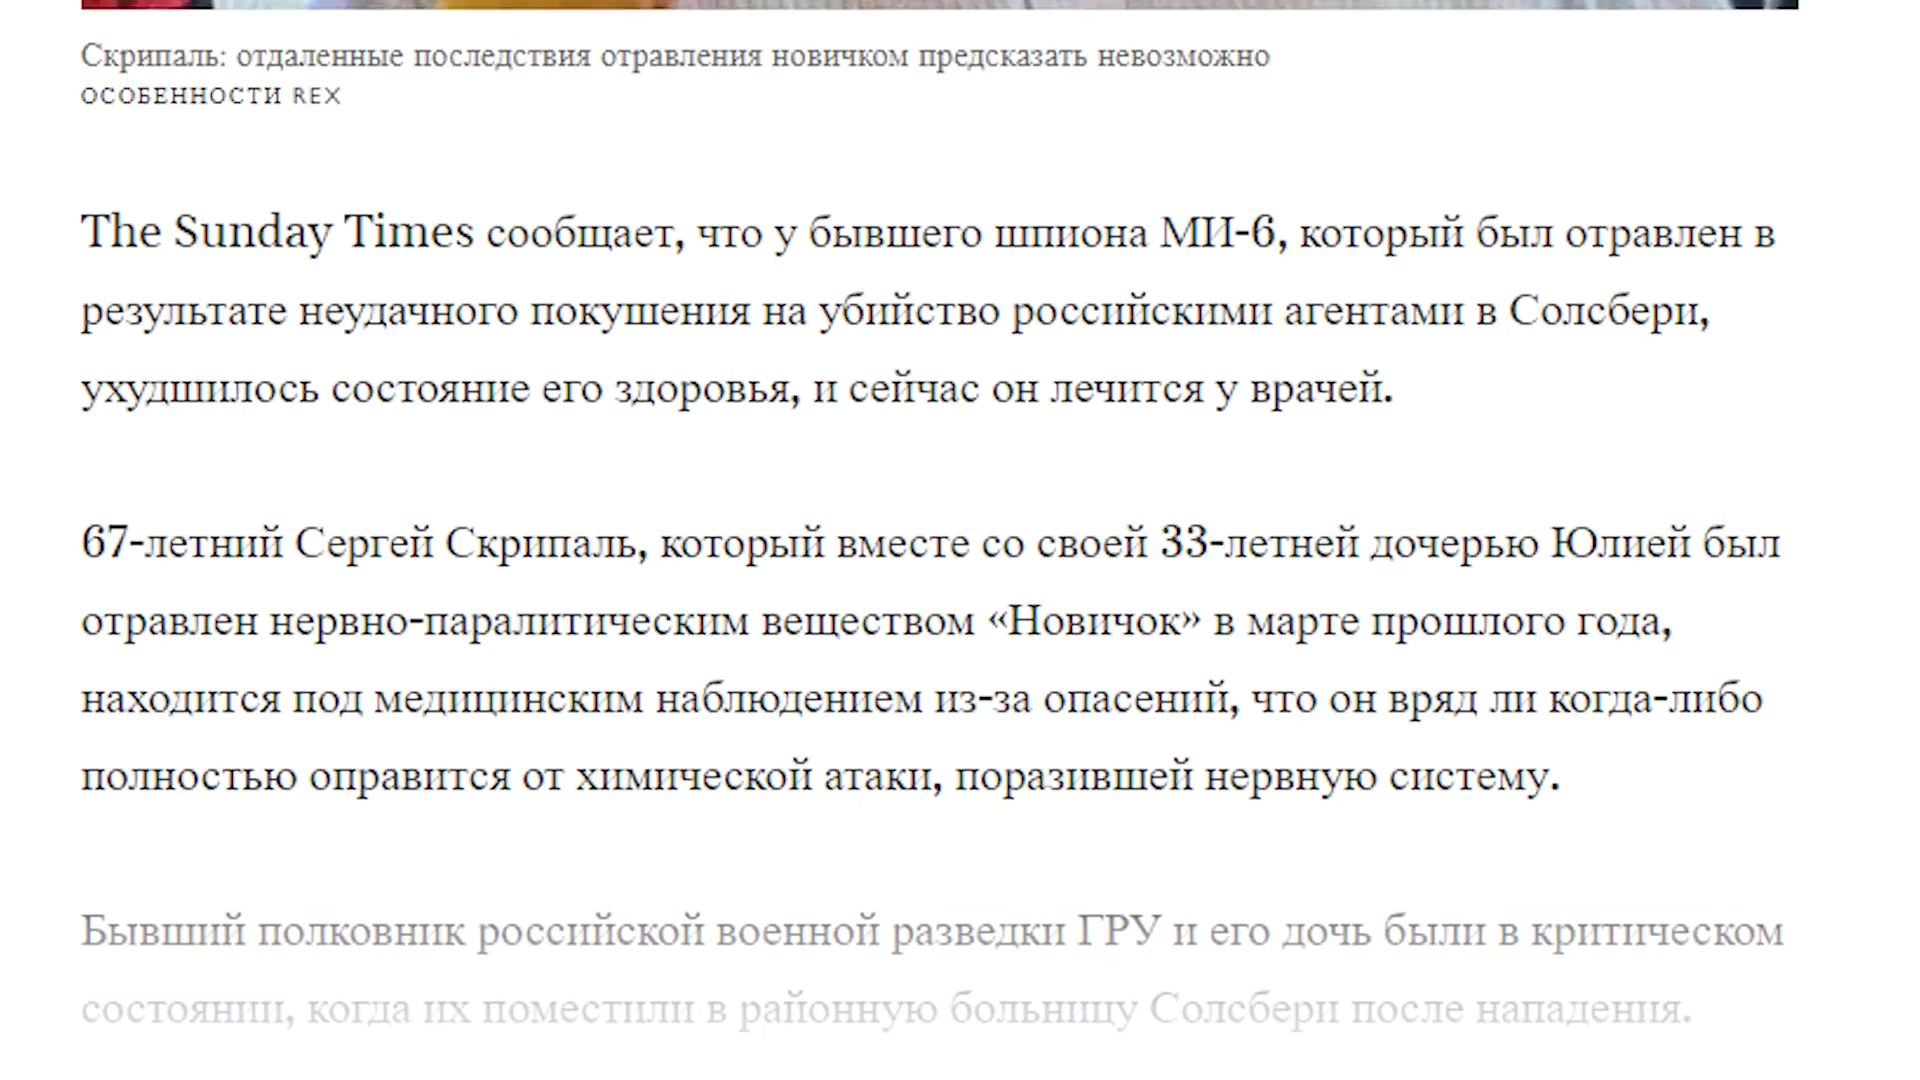 Скрипаль: отдаленные последствия отравления новичком предсказать невозможно
ОСОБЕННОСТИ REX
The Sunday Times сообщает, что у бывшего шпиона МИ-6, который был отравлен в
результате неудачного покушения на убийство российскими агентами в Солсбери,
ухудшилось состояние его здоровья, и сейчас он лечится у врачей.
67-летний Сергей Скрипаль, который вместе со своей 33-летней дочерью Юлией был
отравлен нервно-паралитическим веществом «Новичок» в марте прошлого года,
находится под медицинским наблюдением из-за опасений, что он вряд ли когда-либо
полностью оправится от химической атаки, поразившей нервную систему.
Бывший полковник российской военной разведки ГРУ и его дочь были в критическом
состоянии, когда их поместили в районную больницу Солсбери после нападения.